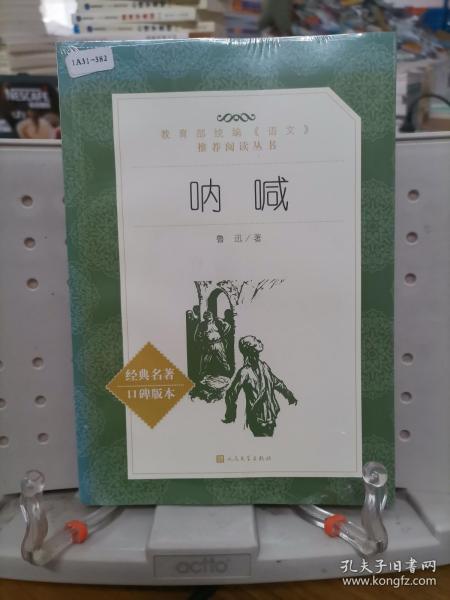 1A31-382
教育部统编《语文》
推荐阅读丛书
呐喊
鲁迅/著
经典名著
口碑版本
人民文学出版社
actto
孔夫子旧书网
www.kongfz.com
NESCAFÉ